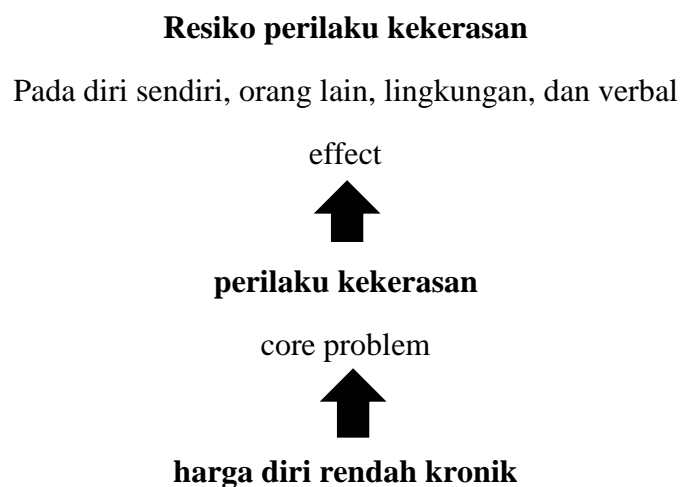 Resiko perilaku kekerasan
Pada diri sendiri, orang lain, lingkungan, dan verbal
effect
perilaku kekerasan
core problem
harga diri rendah kronik